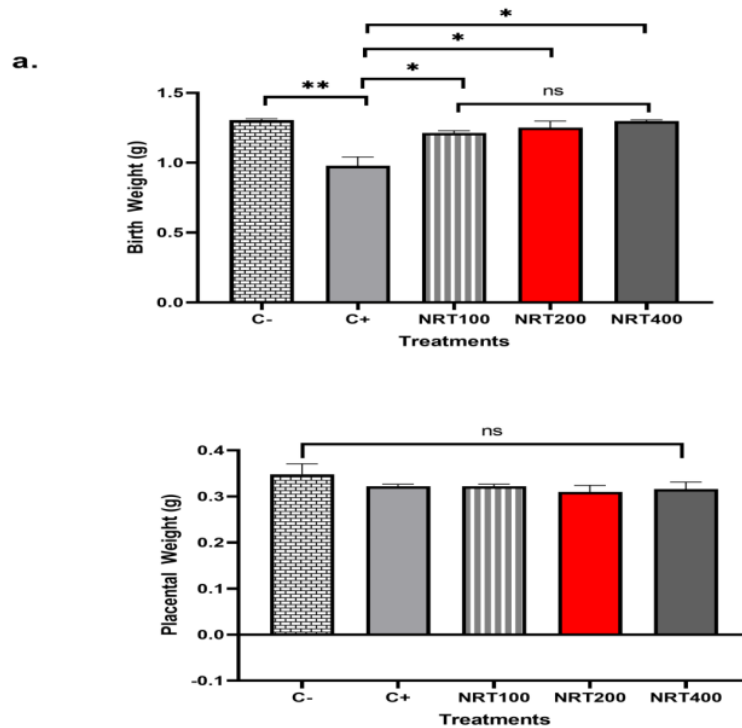 a.
*
*
** *
ns
1.5
1.0
0.5
0.0
Birth Weight (g)
C- C+ NRT100 NRT200 NRT400
Treatments
ns
0.4
0.3
0.2
0.1
0.0
-0.1
Placental Weight (g)
C- C+ NRT100 NRT200 NRT400
Treatments